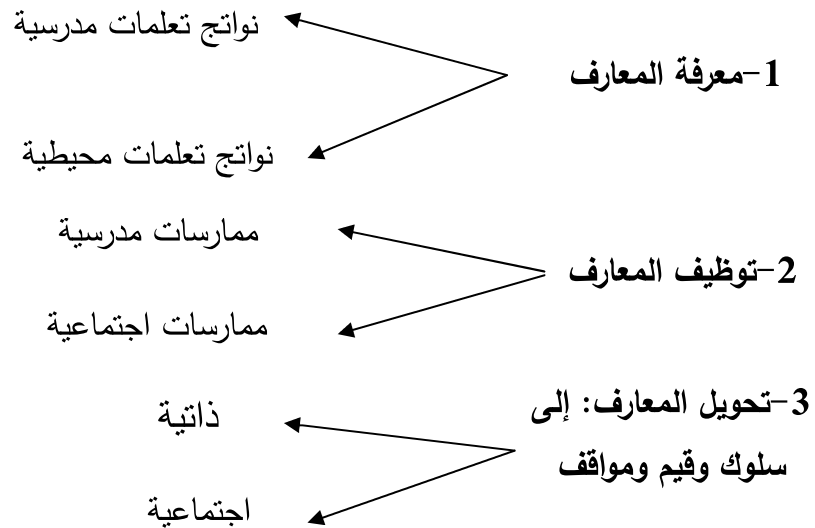 نواتج تعلمات مدرسية
1-معرفة المعارف
نواتج تعلمات محيطية
ممارسات مدرسية
2-توظيف المعارف
ممارسات اجتماعية
3-تحويل المعارف: إلى
سلوك وقيم ومواقف
ذاتية
اجتماعية